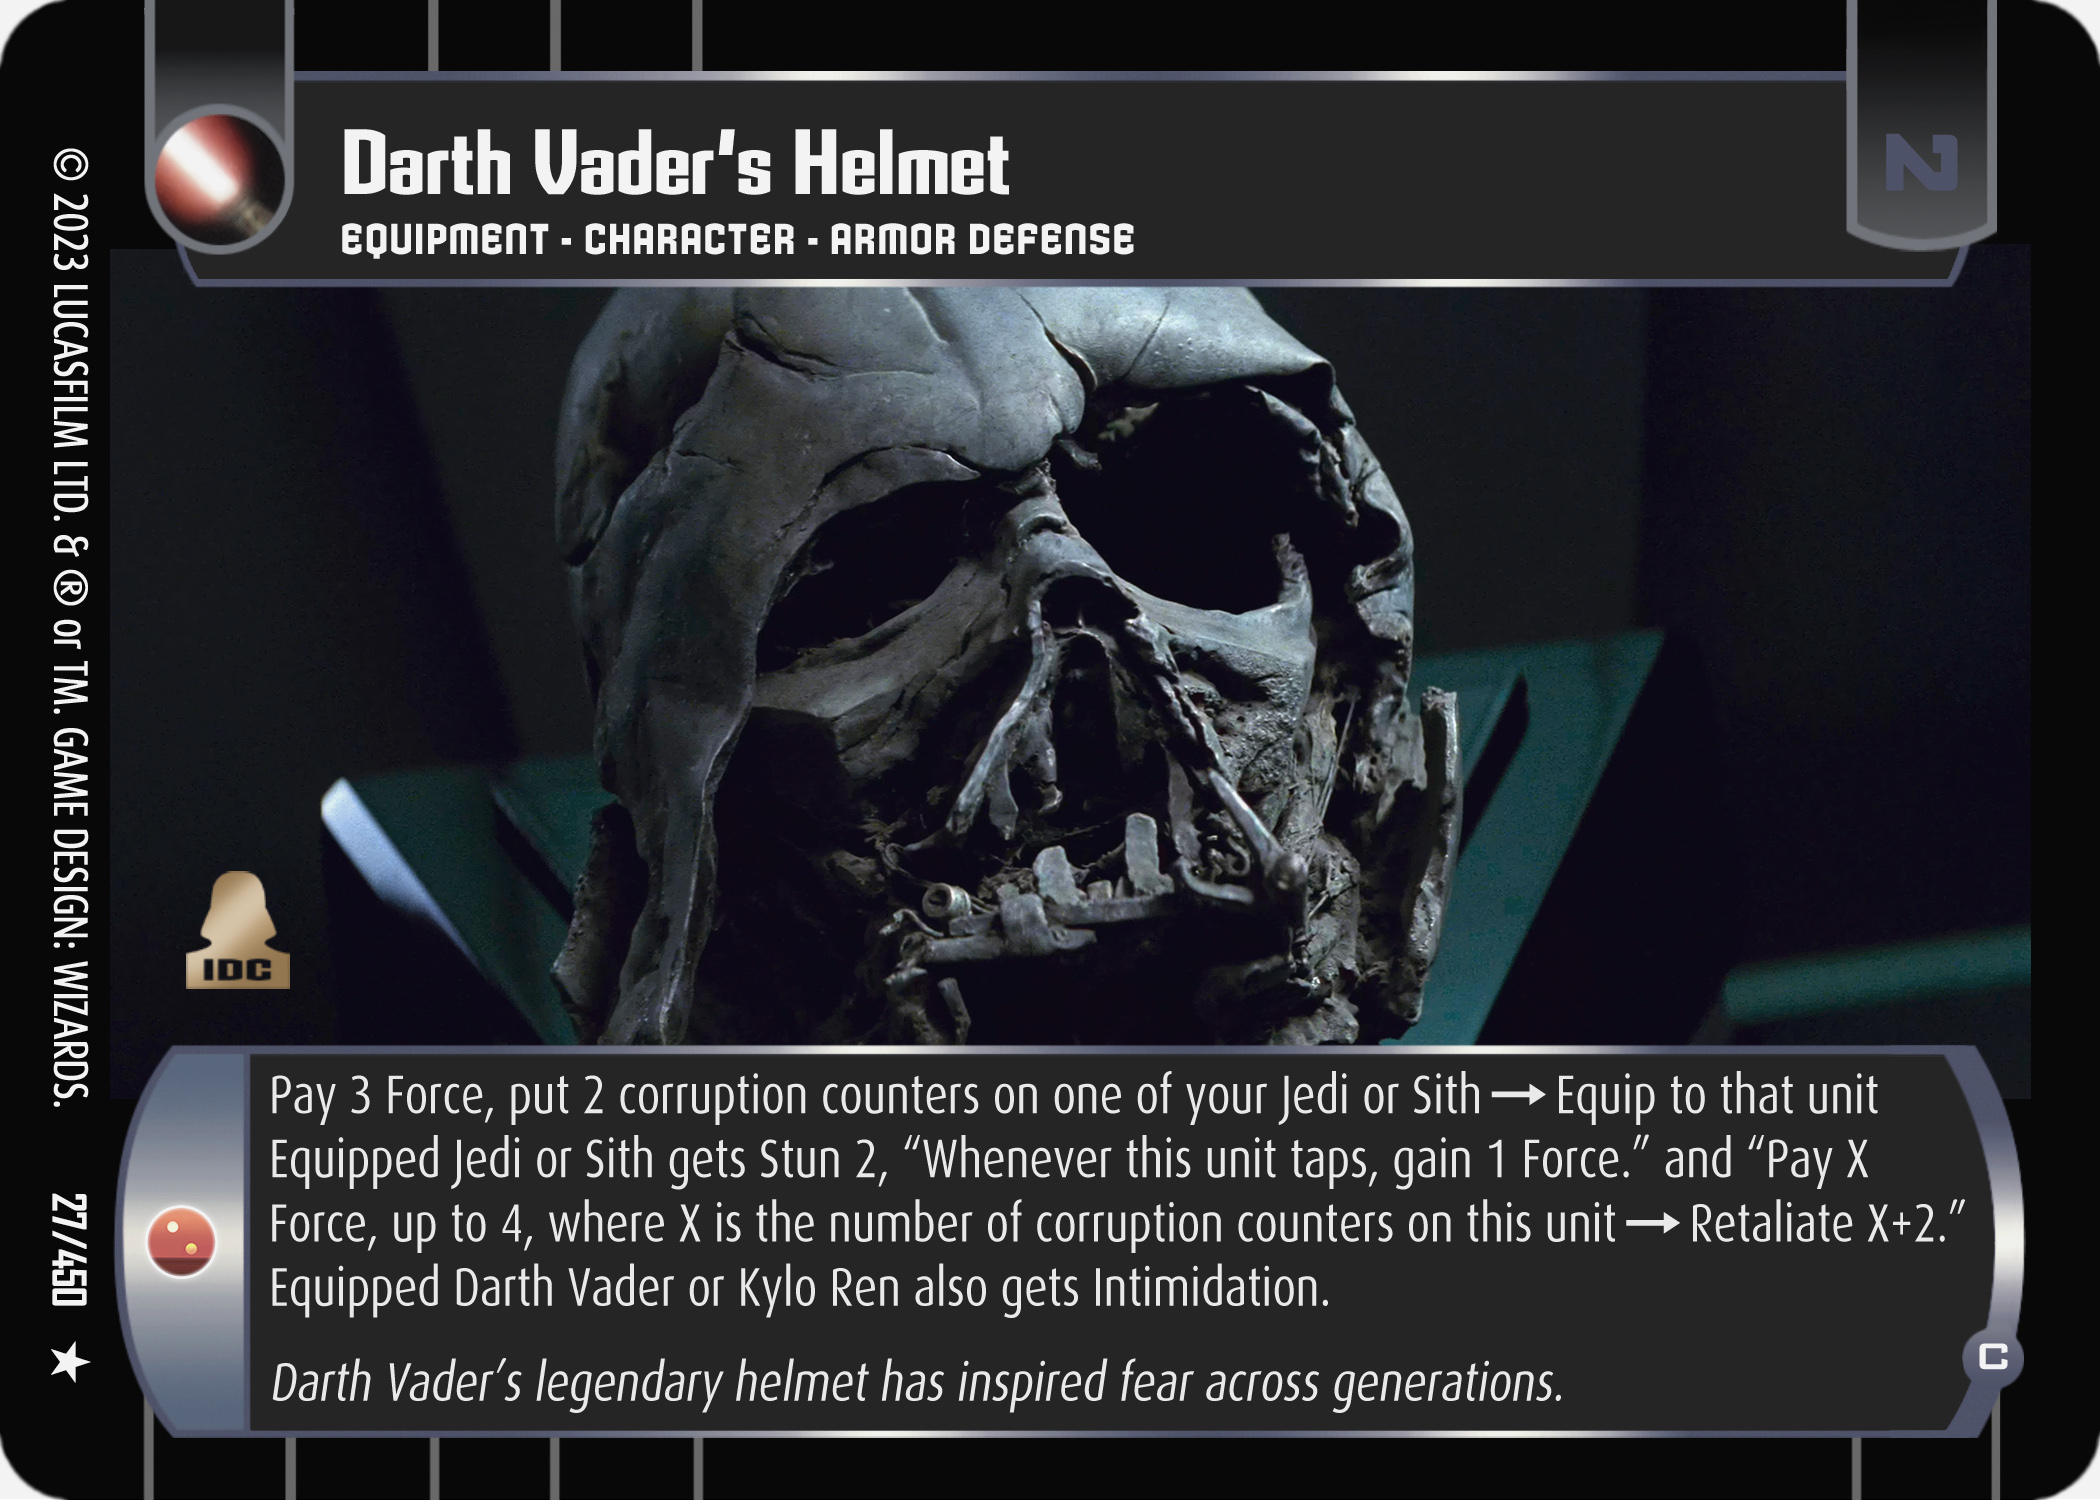 Darth Vader's Helmet
EQUIPMENT - CHARACTER - ARMOR DEFENSE
2
© 2023 LUCASFILM LTD. & ® or TM. GAME DESIGN: WIZARDS. 27/450 ★
IDC
Pay 3 Force, put 2 corruption counters on one of your Jedi or Sith → Equip to that unit
Equipped Jedi or Sith gets Stun 2, “Whenever this unit taps, gain 1 Force.” and “Pay X
Force, up to 4, where X is the number of corruption counters on this unit → Retaliate X+2.”
Equipped Darth Vader or Kylo Ren also gets Intimidation.
Darth Vader’s legendary helmet has inspired fear across generations.
C